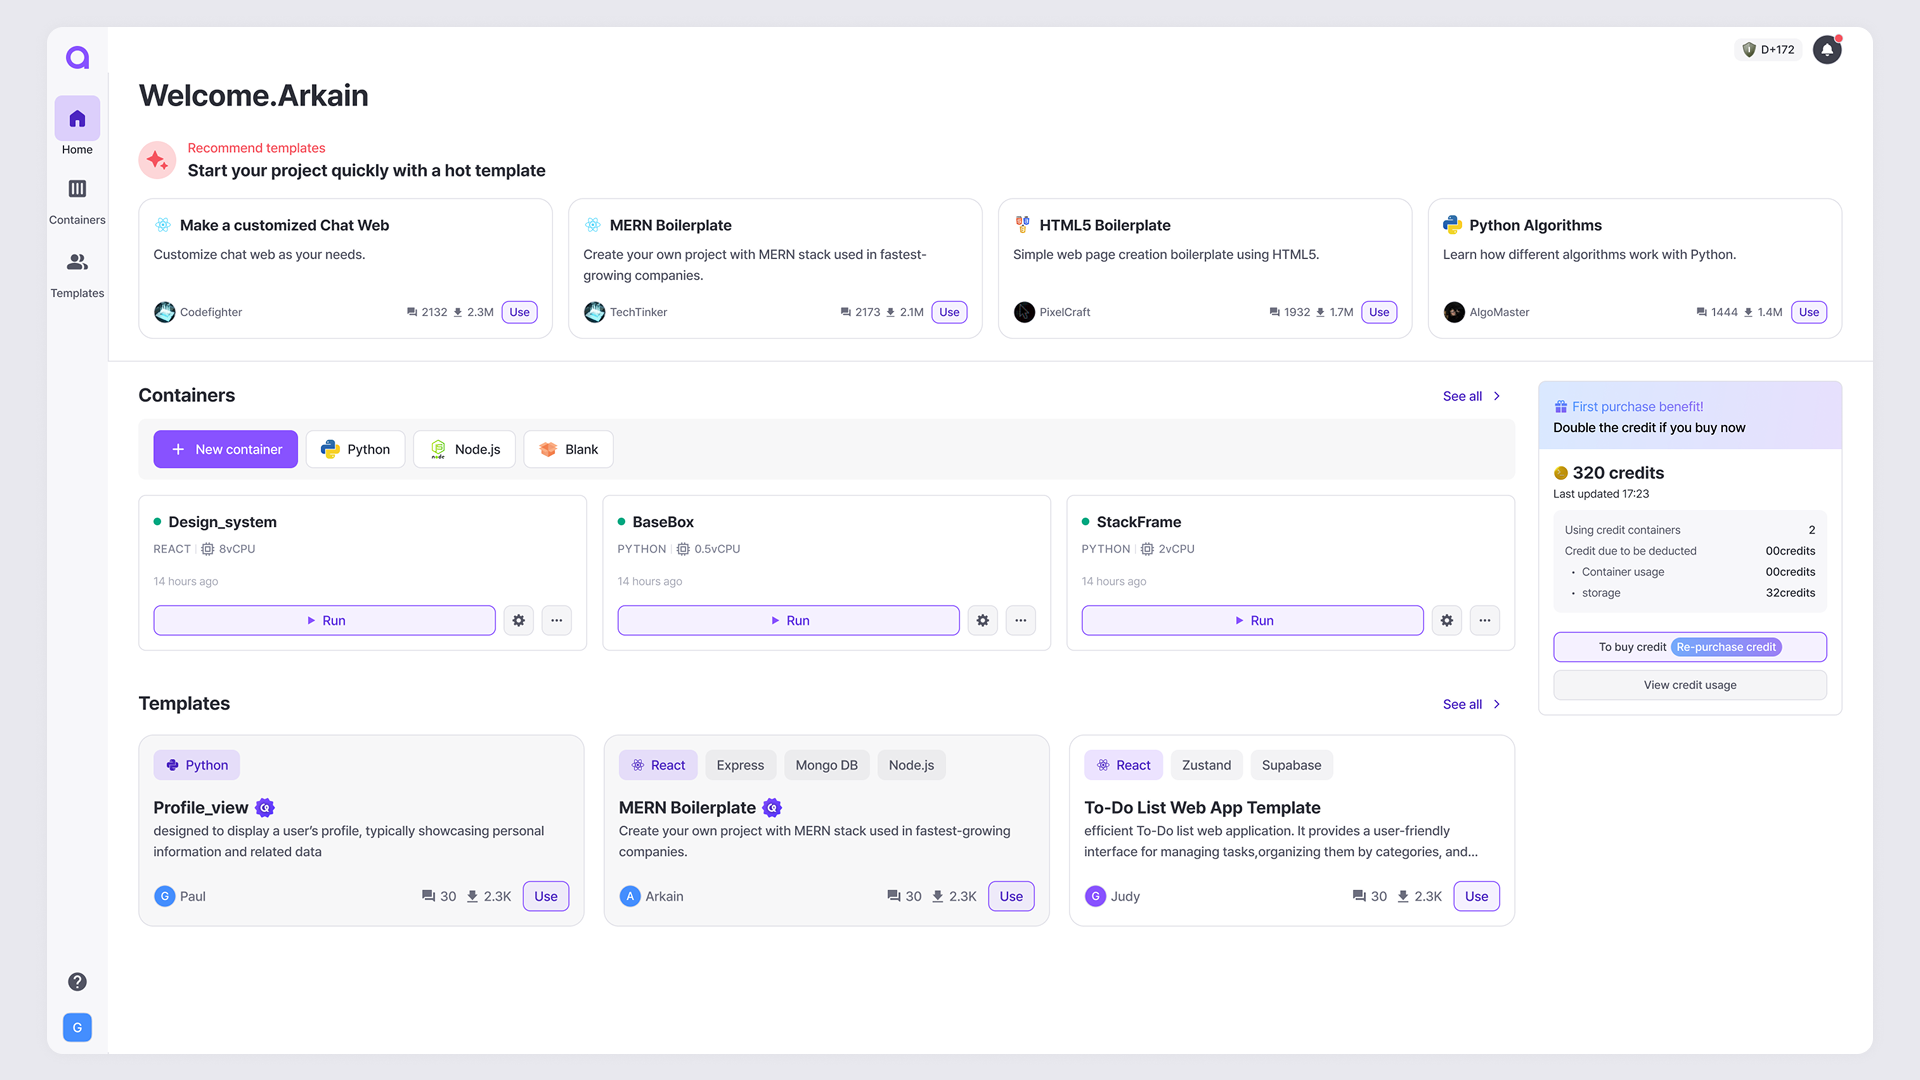 D+172
Welcome.Arkain
Home
Containers
Templates
Recommend templates
Start your project quickly with a hot template
Make a customized Chat Web
Customize chat web as your needs.
Codefighter 2132 2.3M Use
MERN Boilerplate
Create your own project with MERN stack used in fastest-
growing companies.
TechTinker 2173 2.1M Use
HTML5 Boilerplate
Simple web page creation boilerplate using HTML5.
PixelCraft 1932 1.7M Use
Python Algorithms
Learn how different algorithms work with Python.
AlgoMaster 1444 1.4M Use
Containers
See all
New container Python Node.js Blank
Design_system
REACT 8vCPU
14 hours ago
Run
BaseBox
PYTHON 0.5vCPU
14 hours ago
Run
StackFrame
PYTHON 2vCPU
14 hours ago
Run
First purchase benefit!
Double the credit if you buy now
320 credits
Last updated 17:23
Using credit containers 2
Credit due to be deducted 00credits
• Container usage 00credits
• storage 32credits
To buy credit Re-purchase credit
View credit usage
Templates
See all
Python
Profile_view
designed to display a user’s profile, typically showcasing personal
information and related data
G Paul 30 2.3K Use
React Express Mongo DB Node.js
MERN Boilerplate
Create your own project with MERN stack used in fastest-growing
companies.
A Arkain 30 2.3K Use
React Zustand Supabase
To-Do List Web App Template
efficient To-Do list web application. It provides a user-friendly
interface for managing tasks,organizing them by categories, and...
G Judy 30 2.3K Use
?
G